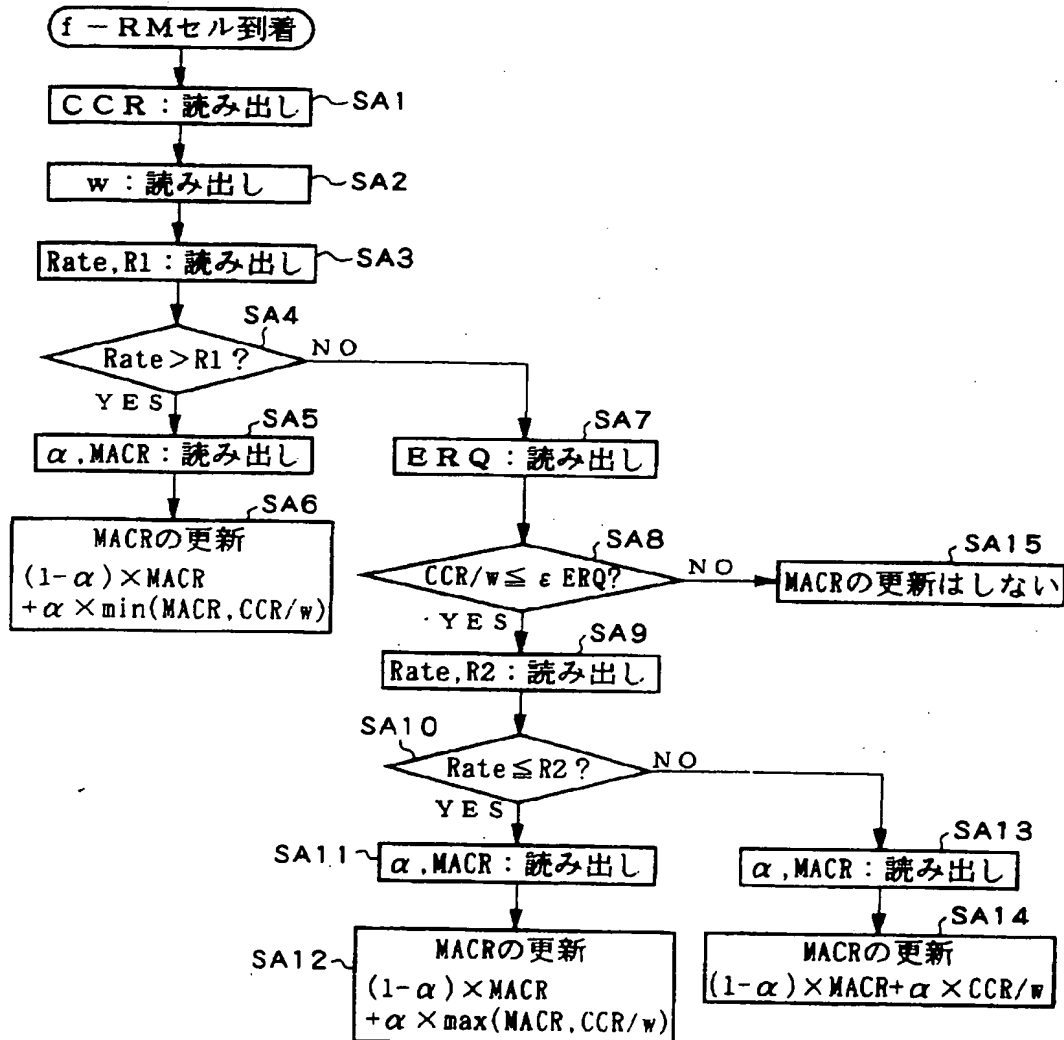 f－RMセル到着
CCR：読み出し
SA1
w：読み出し
SA2
Rate,R1：読み出し
SA3
SA4
Rate＞R1？
NO
YES
SA5
α,MACR：読み出し
SA6
MACRの更新
(1-α)×MACR
+α×min(MACR,CCR/w)
SA7
ERQ：読み出し
SA8
CCR/w≦εERQ?
NO
YES
SA15
MACRの更新はしない
SA9
Rate,R2：読み出し
SA10
Rate≦R2？
NO
YES
SA11
α,MACR：読み出し
SA13
α,MACR：読み出し
SA12
MACRの更新
(1-α)×MACR
+α×max(MACR,CCR/w)
SA14
MACRの更新
(1-α)×MACR+α×CCR/w